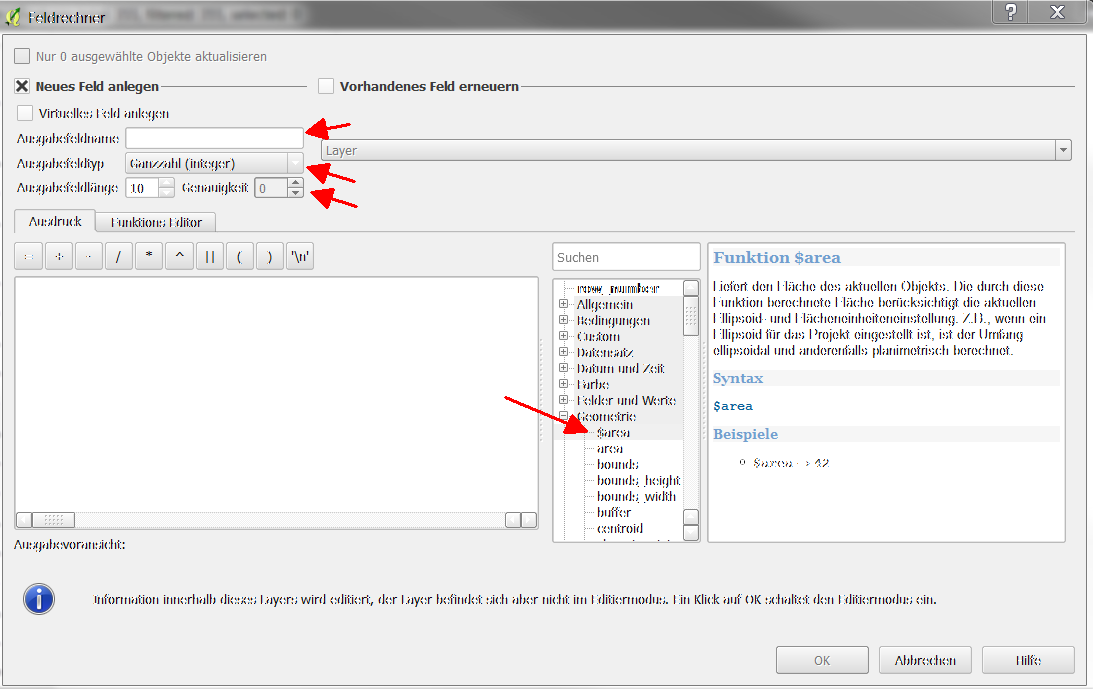 Feldrechner
Nur 0 ausgewählte Objekte aktualisieren
Neues Feld anlegen
Vorhandenes Feld erneuern
Virtuelles Feld anlegen
Ausgabefeldname
Layer
Ausgabefeldtyp Ganzzahl (integer)
Ausgabefeldlänge 10 Genauigkeit 0
Ausdruck Funktions Editor
= + - / * ^ || ( ) '\n'
Suchen
row_number
Allgemein
Bedingungen
Custom
Datensatz
Datum und Zeit
Farbe
Felder und Werte
Geometrie
$area
area
bounds
bounds_height
bounds_width
buffer
centroid
Funktion $area
Liefert den Fläche des aktuellen Objekts. Die durch diese
Funktion berechnete Fläche berücksichtigt die aktuellen
Ellipsoid- und Flächeneinheiteneinstellung. Z.B., wenn ein
Ellipsoid für das Projekt eingestellt ist, ist der Umfang
ellipsoidal und anderenfalls planimetrisch berechnet.
Syntax
$area
Beispiele
$area → 42
Ausgabevoransicht:
Information innerhalb dieses Layers wird editiert, der Layer befindet sich aber nicht im Editiermodus. Ein Klick auf OK schaltet den Editiermodus ein.
OK Abbrechen Hilfe